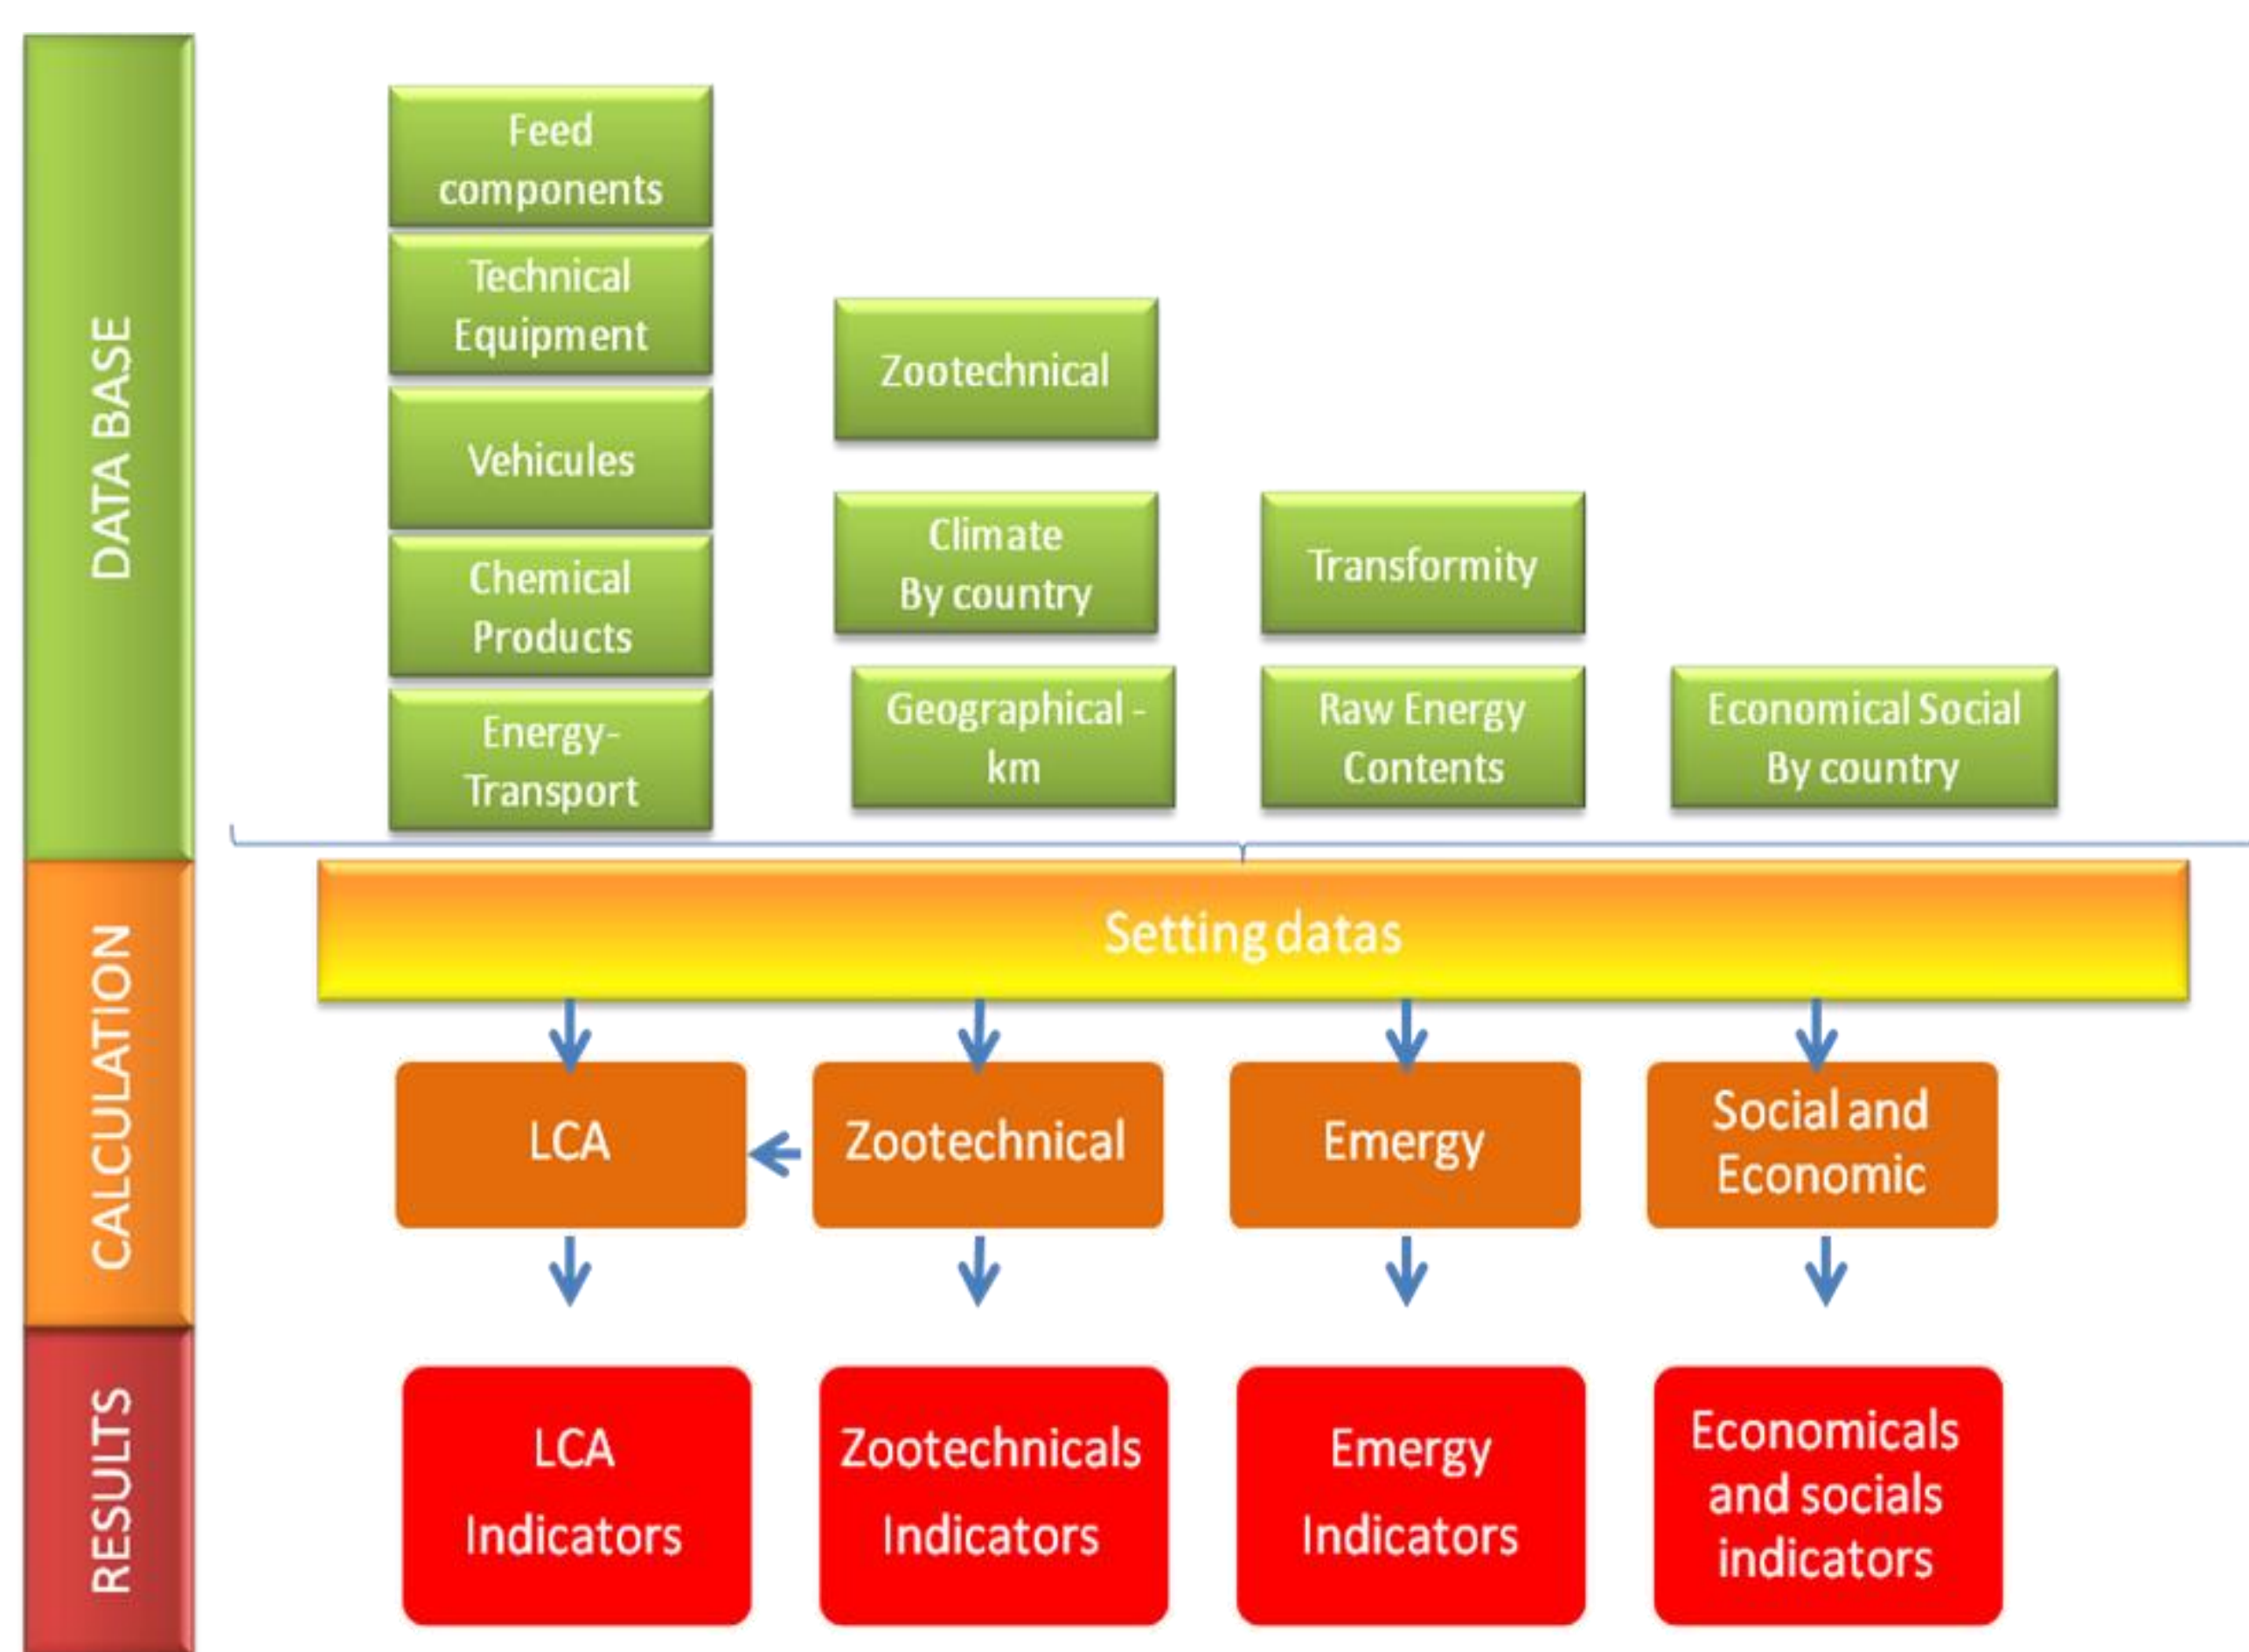 DATA BASE
Feed
components
Technical
Equipment
Vehicules
Chemical
Products
Energy-
Transport
Zootechnical
Climate
By country
Geographical -
km
Transformity
Raw Energy
Contents
Economical Social
By country
CALCULATION
Setting datas
LCA
Zootechnical
Emergy
Social and
Economic
RESULTS
LCA
Indicators
Zootechnicals
Indicators
Emergy
Indicators
Economicals
and socials
indicators